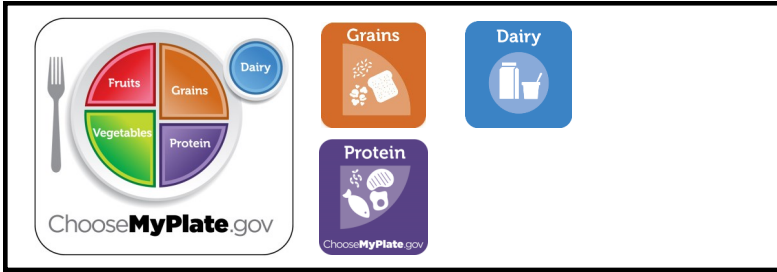 Fruits
Grains
Dairy
Vegetables
Protein
ChooseMyPlate.gov
Grains
Dairy
Protein
ChooseMyPlate.gov